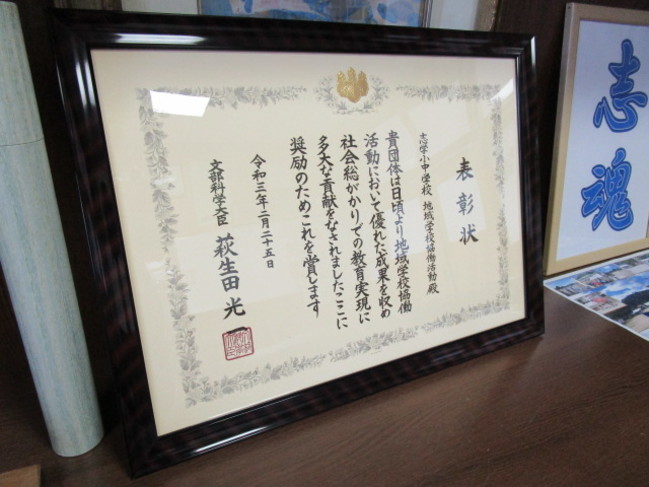 表彰状
志学小中学校 地域学校協働活動殿
貴団体は日頃より地域学校協働
活動において優れた成果を収め
社会総がかりでの教育実現に
多大な貢献をなされましたここに
奨励のためこれを賞します
令和三年二月二十五日
文部科学大臣 萩生田光一
志魂